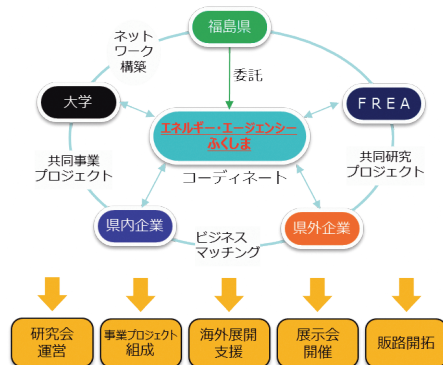 福島県
ネット
ワーク
構築
委託
大学
FREA
エネルギー・エージェンシー
ふくしま
共同事業
プロジェクト
コーディネート
共同研究
プロジェクト
県内企業
県外企業
ビジネス
マッチング
研究会
運営
事業プロジェクト
組成
海外展開
支援
展示会
開催
販路開拓